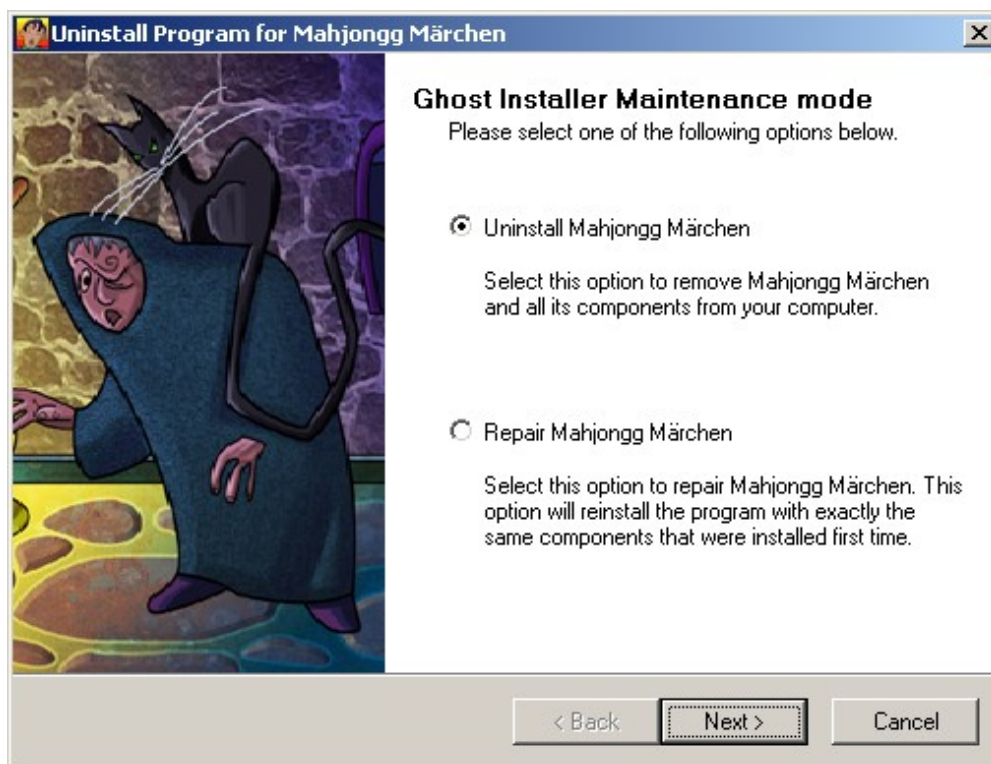 Uninstall Program for Mahjongg Märchen
Ghost Installer Maintenance mode
Please select one of the following options below.
Uninstall Mahjongg Märchen
Select this option to remove Mahjongg Märchen
and all its components from your computer.
Repair Mahjongg Märchen
Select this option to repair Mahjongg Märchen. This
option will reinstall the program with exactly the
same components that were installed first time.
< Back
Next >
Cancel